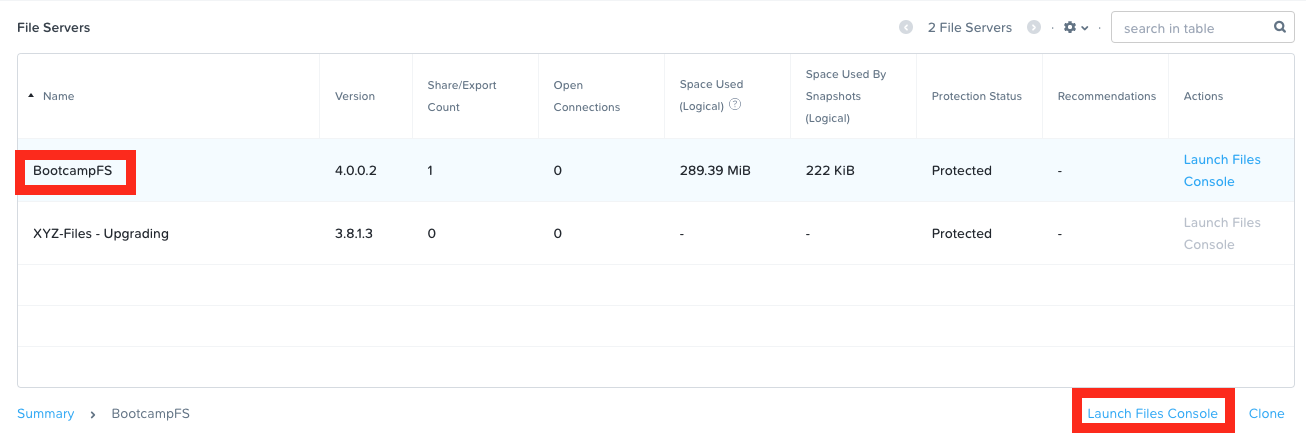 File Servers
2 File Servers
search in table
Name
Version
Share/Export
Count
Open
Connections
Space Used
(Logical) ?
Space Used By
Snapshots
(Logical)
Protection Status
Recommendations
Actions
BootcampFS
4.0.0.2
1
0
289.39 MiB
222 KiB
Protected
-
Launch Files
Console
XYZ-Files - Upgrading
3.8.1.3
0
0
-
-
Protected
-
Launch Files
Console
Summary > BootcampFS
Launch Files Console
Clone